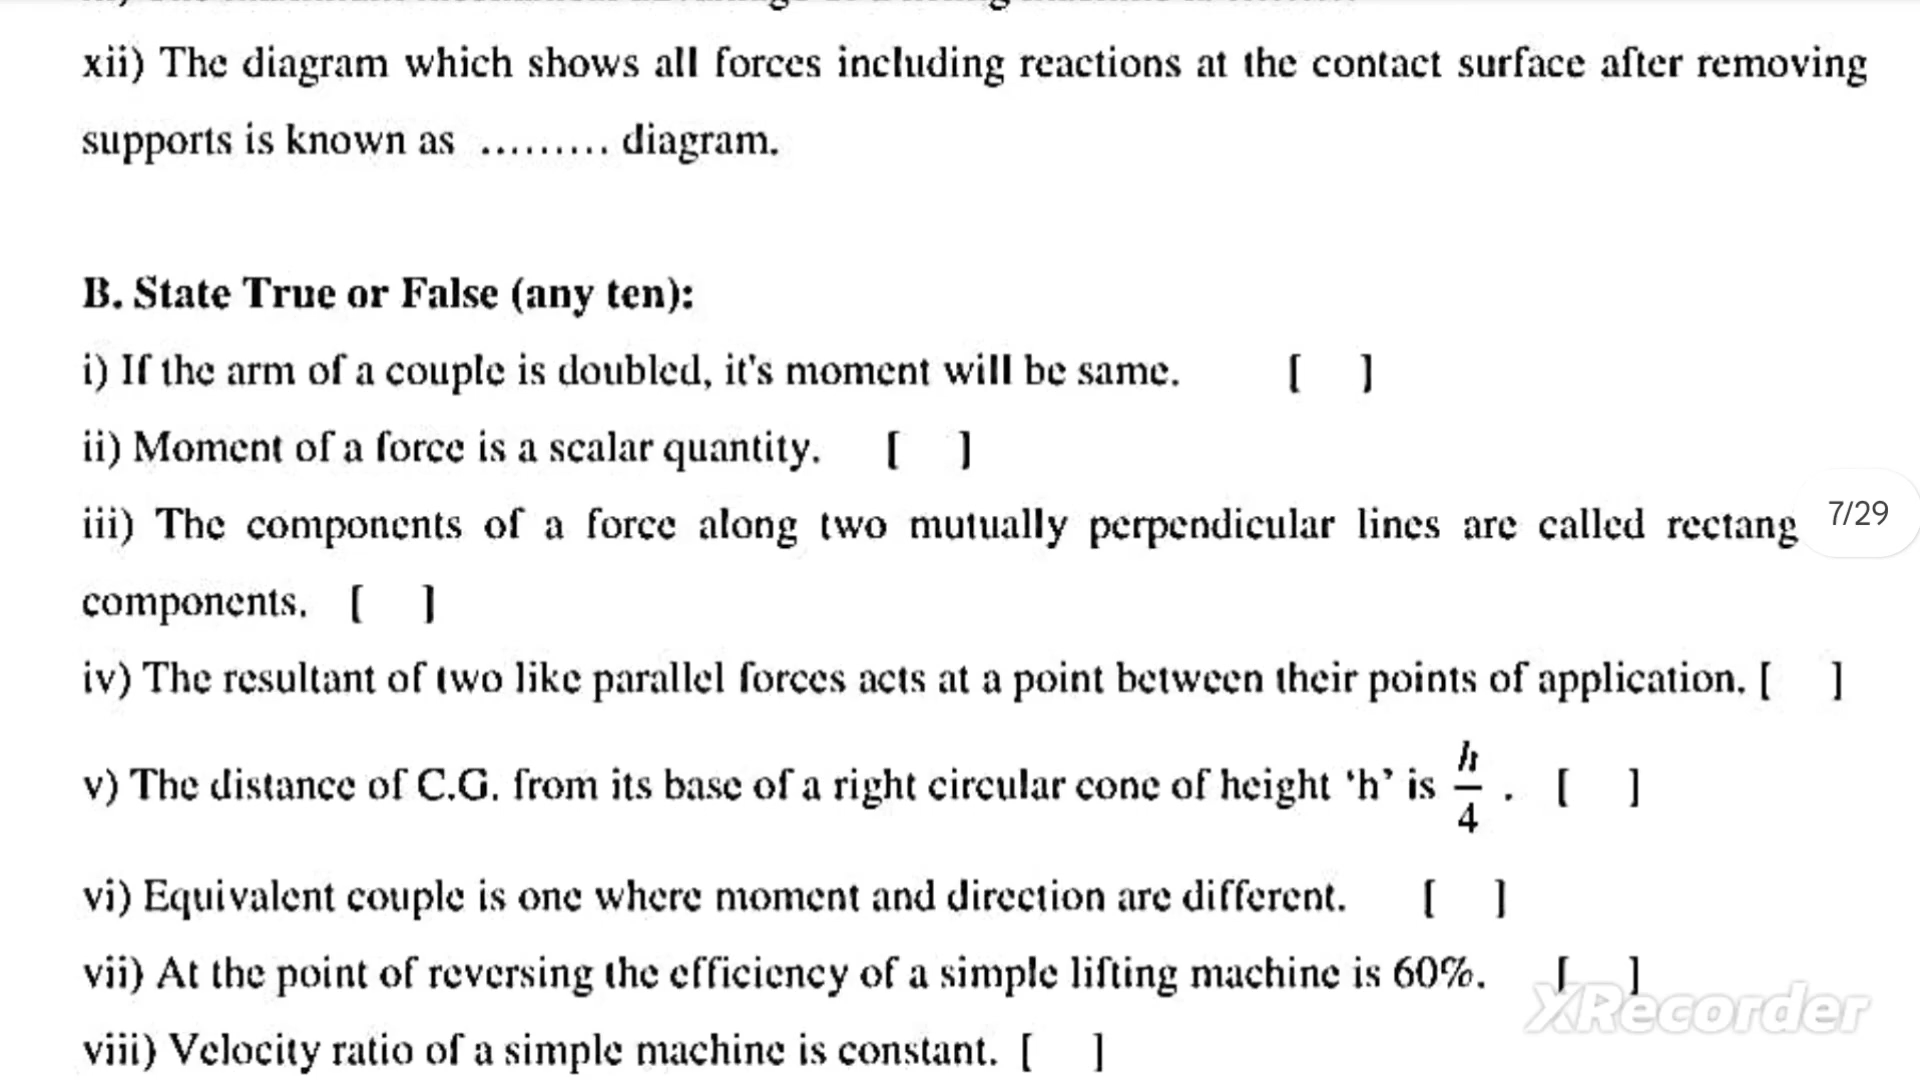 xii) The diagram which shows all forces including reactions at the contact surface after removing
supports is known as ......... diagram.
B. State True or False (any ten):
i) If the arm of a couple is doubled, it's moment will be same. [ ]
ii) Moment of a force is a scalar quantity. [ ]
iii) The components of a force along two mutually perpendicular lines are called rectang
7/29
components. [ ]
iv) The resultant of two like parallel forces acts at a point between their points of application. [ ]
v) The distance of C.G. from its base of a right circular cone of height ‘h’ is h/4 . [ ]
vi) Equivalent couple is one where moment and direction are different. [ ]
vii) At the point of reversing the efficiency of a simple lifting machine is 60%. [ ]
XRecorder
viii) Velocity ratio of a simple machine is constant. [ ]